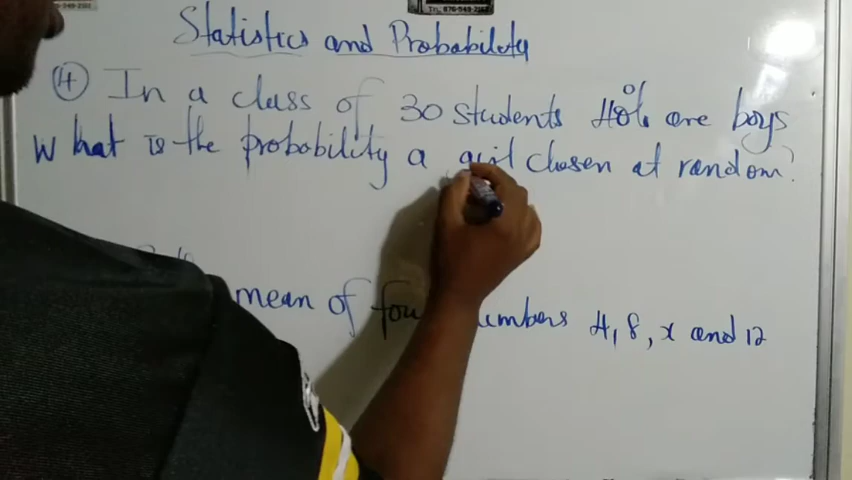 Statistics and Probability
④ In a class of 30 students 40% are boys
What is the probability a girl chosen at random?
mean of four numbers 4, 8, x and 12